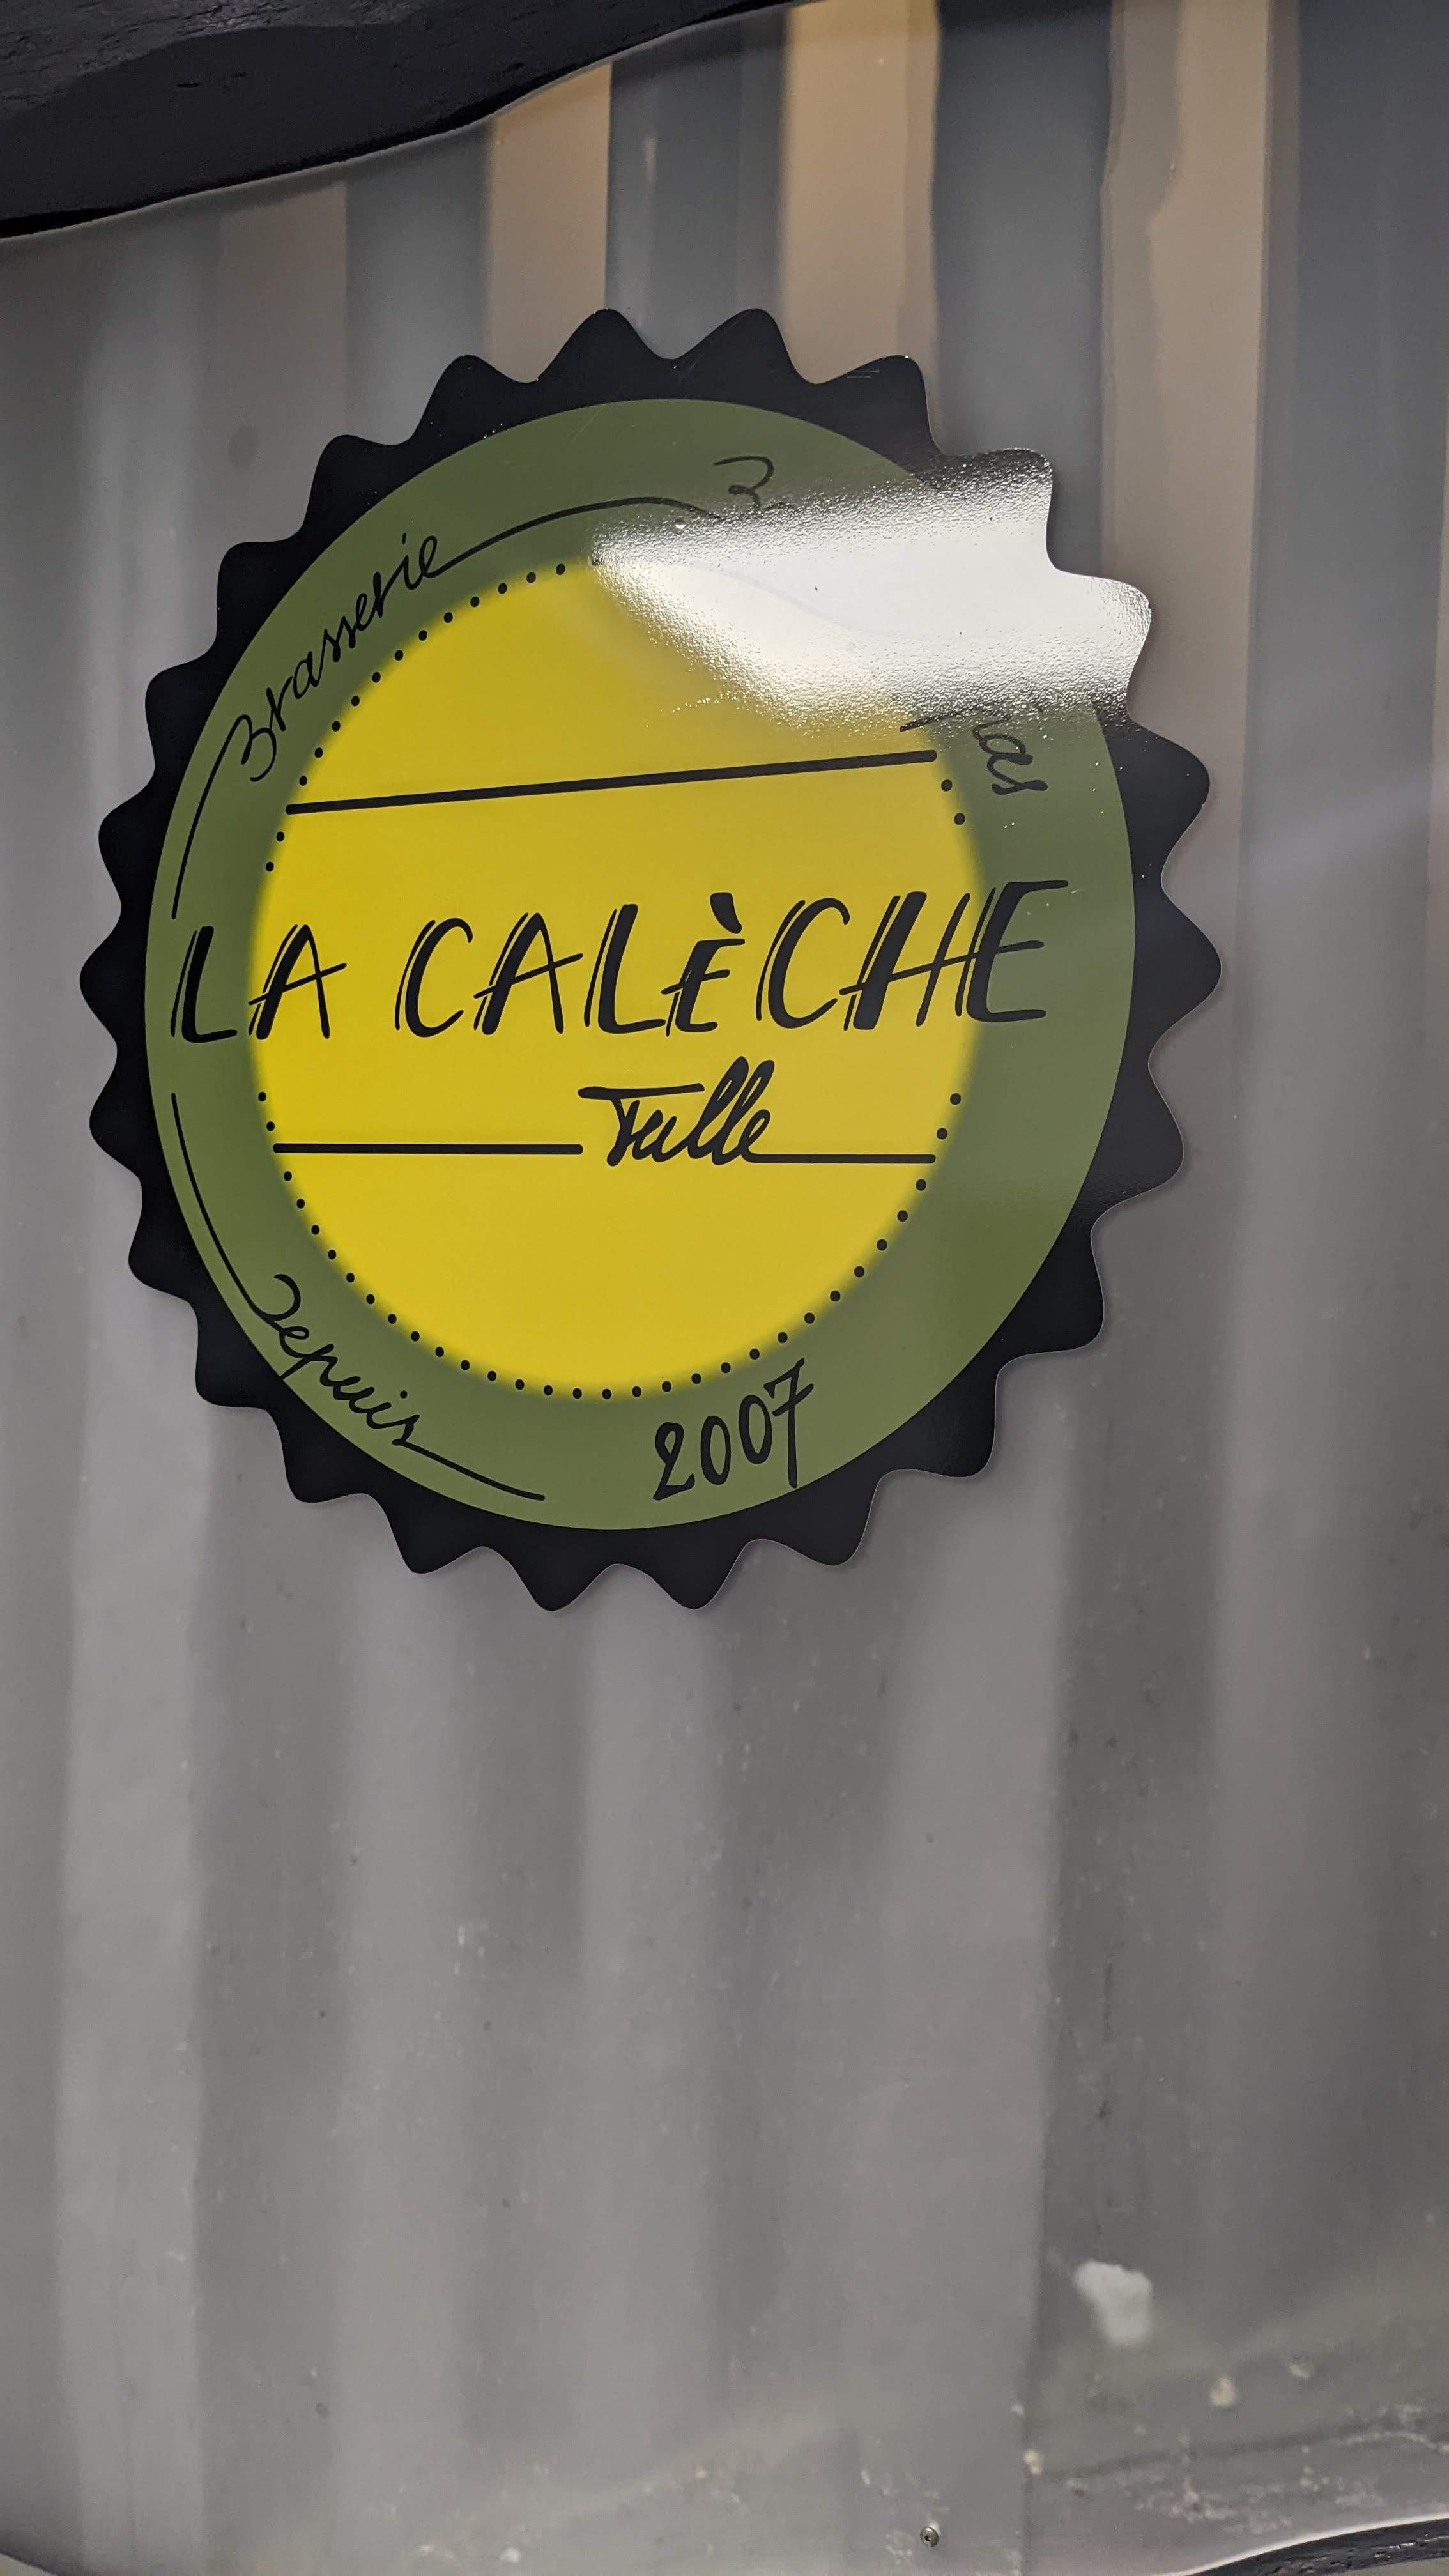 Brasserie
LA CALÈCHE
Tulle
Depuis 2007